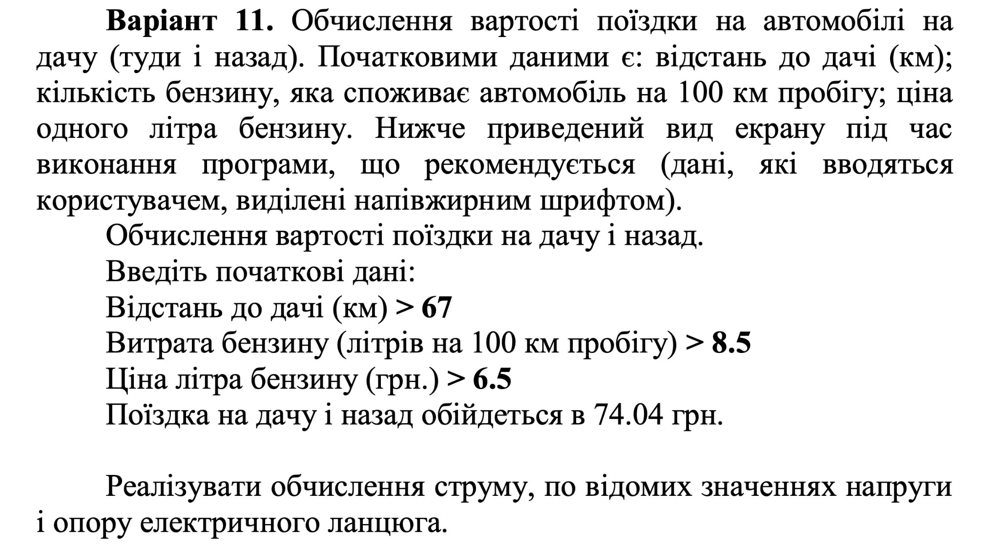 Варіант 11. Обчислення вартості поїздки на автомобілі на
дачу (туди і назад). Початковими даними є: відстань до дачі (км);
кількість бензину, яка споживає автомобіль на 100 км пробігу; ціна
одного літра бензину. Нижче приведений вид екрану під час
виконання програми, що рекомендується (дані, які вводяться
користувачем, виділені напівжирним шрифтом).
Обчислення вартості поїздки на дачу і назад.
Введіть початкові дані:
Відстань до дачі (км) > 67
Витрата бензину (літрів на 100 км пробігу) > 8.5
Ціна літра бензину (грн.) > 6.5
Поїздка на дачу і назад обійдеться в 74.04 грн.
Реалізувати обчислення струму, по відомих значеннях напруги
і опору електричного ланцюга.